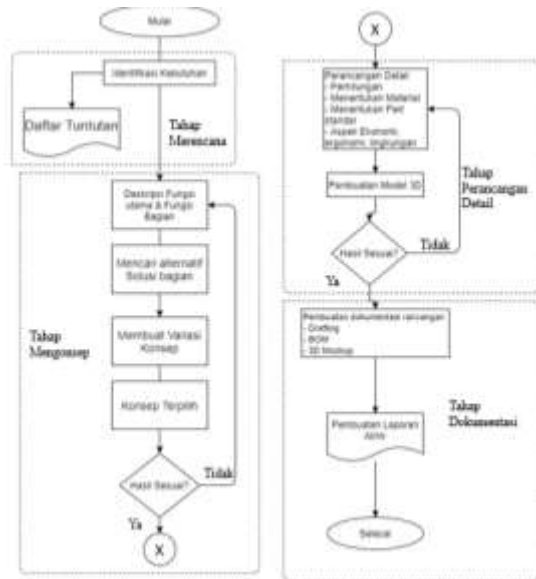 Mulai
Identifikasi Kebutuhan
Daftar Tuntutan
Tahap
Merencana
Deskripsi Fungsi
utama & Fungsi
Bagian
Mencari alternatif
Solusi bagian
Membuat Variasi
Konsep
Konsep Terpilih
Tahap
Mengonsep
Hasil Sesuai?
Tidak
Ya
X
X
Perancangan Detail
- Perhitungan
- Menentukan Material
- Menentukan Part
standar
- Aspek Ekonomi,
ergonomi, lingkungan
Pembuatan Model 3D
Tahap
Perancangan
Detail
Hasil Sesuai?
Tidak
Ya
Pembuatan dokumentasi rancangan
- Drafting
- BOM
- 3D Mockup
Pembuatan Laporan
Akhir
Tahap
Dokumentasi
Selesai